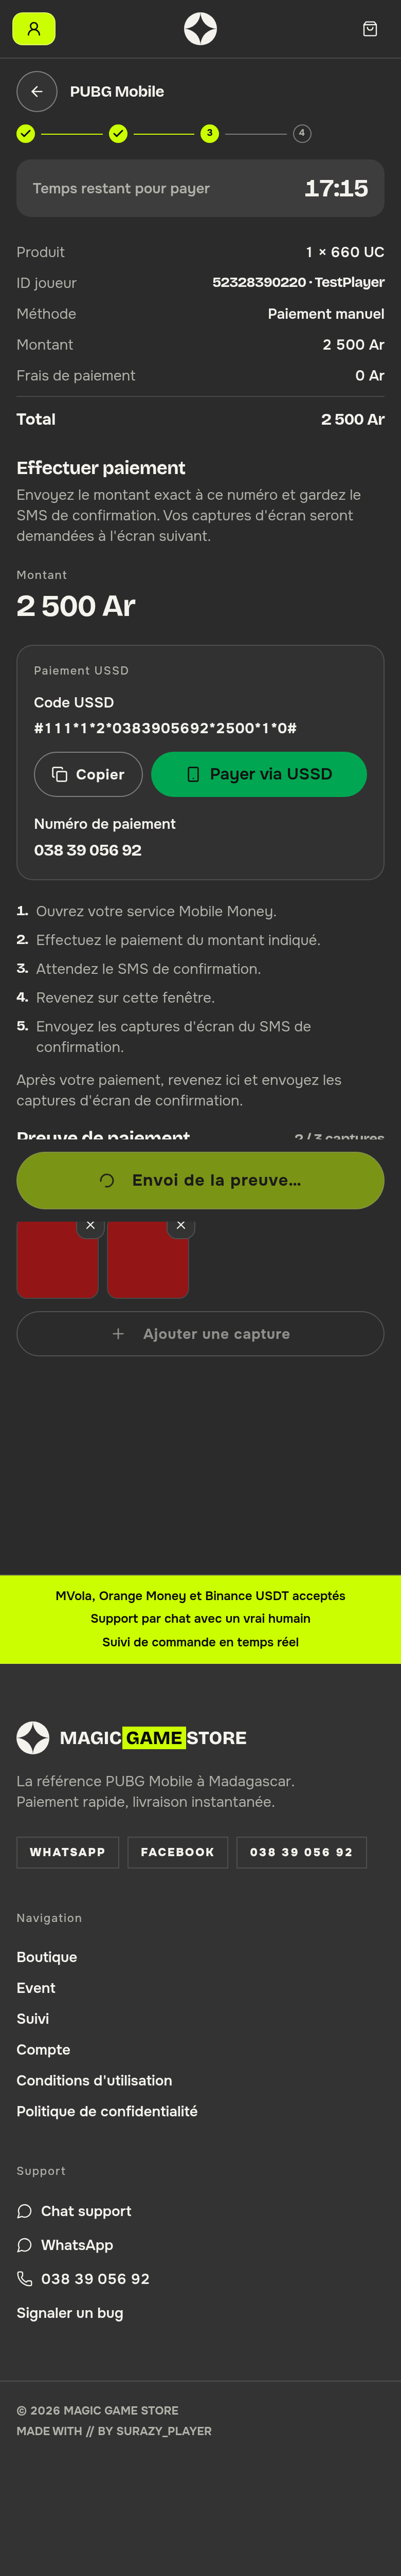 PUBG Mobile
3
4
Temps restant pour payer 17:15
Produit 1 × 660 UC
ID joueur 52328390220 · TestPlayer
Méthode Paiement manuel
Montant 2 500 Ar
Frais de paiement 0 Ar
Total 2 500 Ar
Effectuer paiement
Envoyez le montant exact à ce numéro et gardez le
SMS de confirmation. Vos captures d'écran seront
demandées à l'écran suivant.
Montant
2 500 Ar
Paiement USSD
Code USSD
#111*1*2*0383905692*2500*1*0#
Copier
Payer via USSD
Numéro de paiement
038 39 056 92
1. Ouvrez votre service Mobile Money.
2. Effectuez le paiement du montant indiqué.
3. Attendez le SMS de confirmation.
4. Revenez sur cette fenêtre.
5. Envoyez les captures d'écran du SMS de
confirmation.
Après votre paiement, revenez ici et envoyez les
captures d'écran de confirmation.
Preuve de paiement 2 / 3 captures
Envoi de la preuve…
Ajouter une capture
MVola, Orange Money et Binance USDT acceptés
Support par chat avec un vrai humain
Suivi de commande en temps réel
MAGIC GAME STORE
La référence PUBG Mobile à Madagascar.
Paiement rapide, livraison instantanée.
WHATSAPP
FACEBOOK
038 39 056 92
Navigation
Boutique
Event
Suivi
Compte
Conditions d'utilisation
Politique de confidentialité
Support
Chat support
WhatsApp
038 39 056 92
Signaler un bug
© 2026 MAGIC GAME STORE
MADE WITH // BY SURAZY_PLAYER